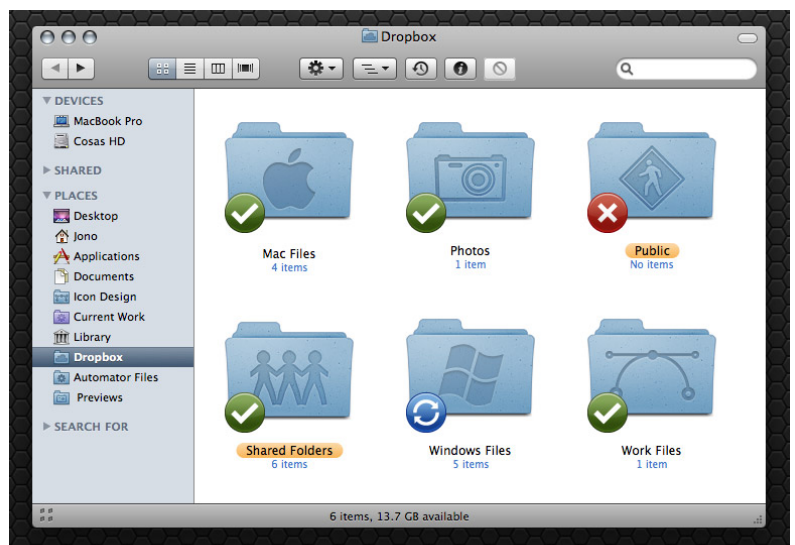 Dropbox
DEVICES
MacBook Pro
Cosas HD
SHARED
PLACES
Desktop
Jono
Applications
Documents
Icon Design
Current Work
Library
Dropbox
Automator Files
Previews
SEARCH FOR
Mac Files
4 items
Photos
1 item
Public
No items
Shared Folders
6 items
Windows Files
5 items
Work Files
1 item
6 items, 13.7 GB available